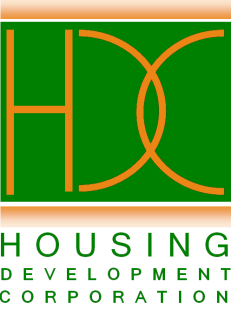 HDC
HOUSING
DEVELOPMENT
CORPORATION